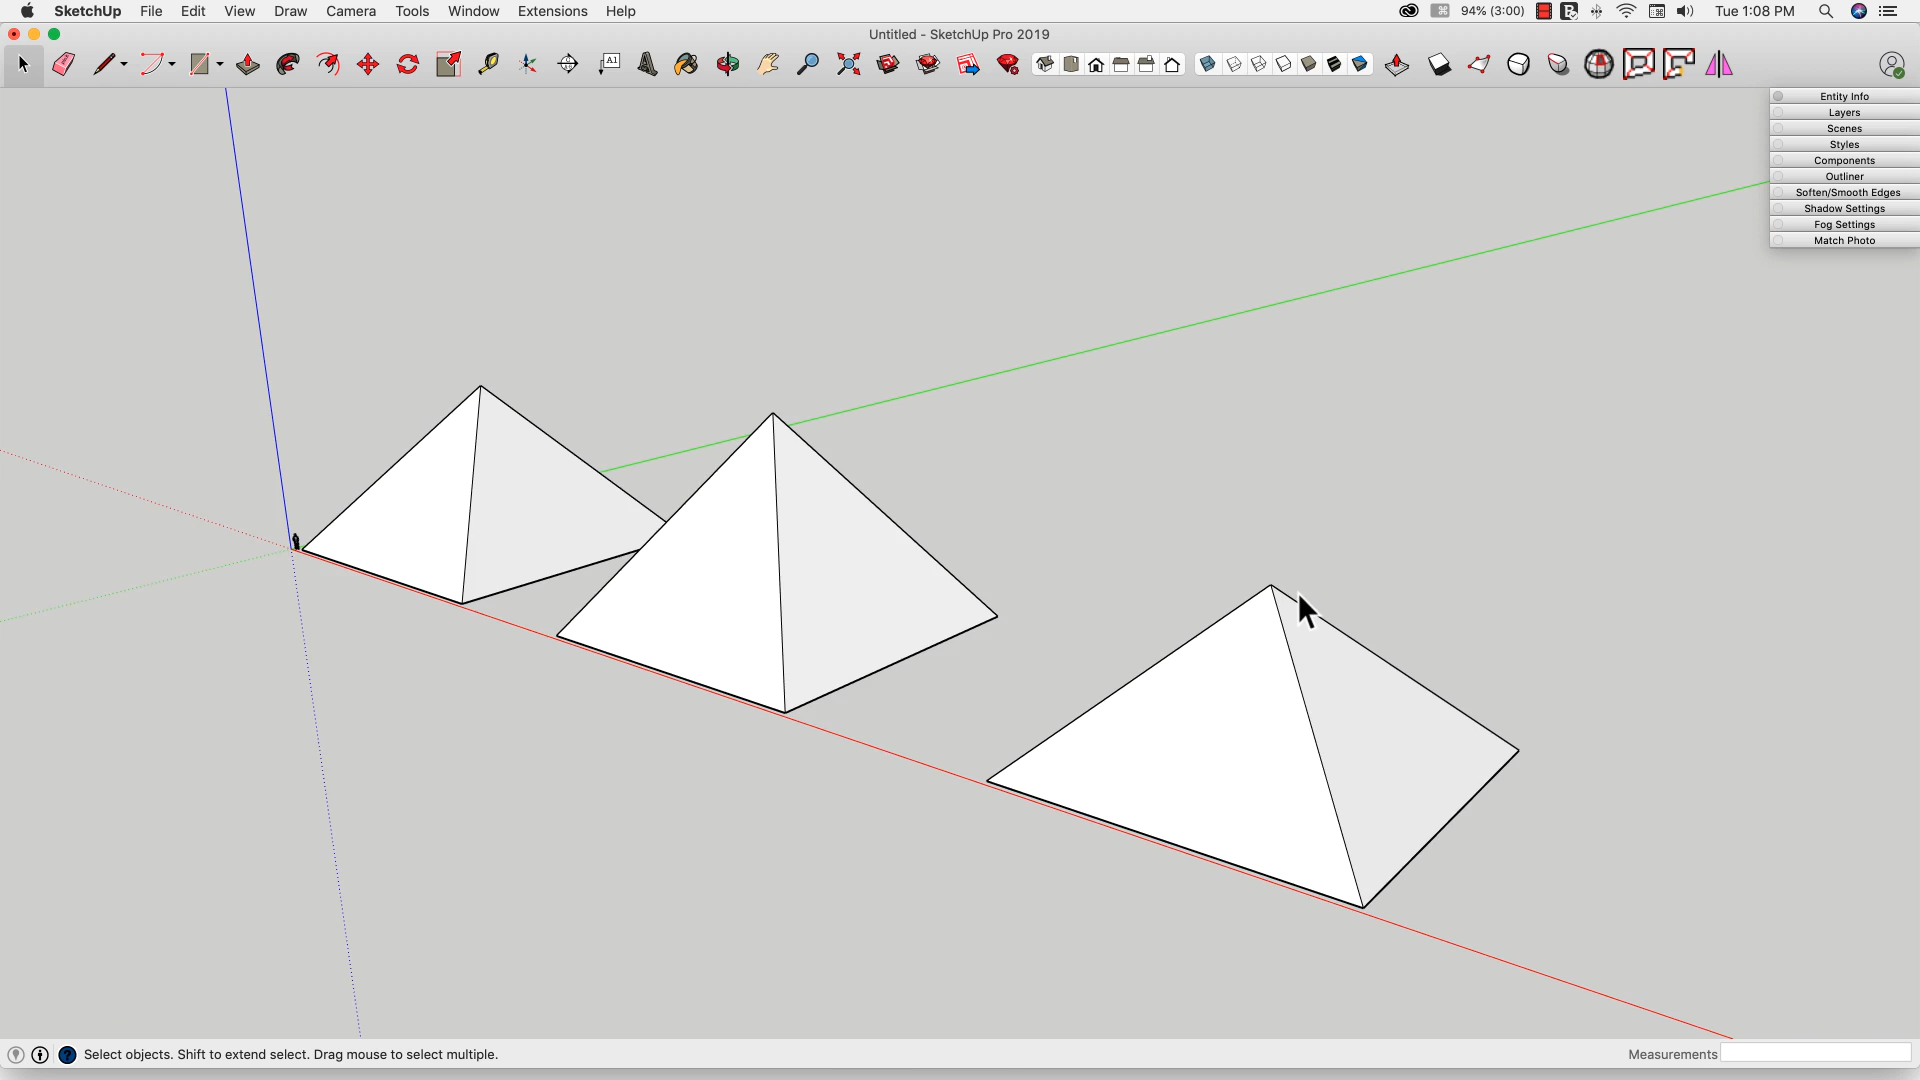 SketchUp File Edit View Draw Camera Tools Window Extensions Help 94% (3:00) Tue 1:08 PM
Untitled - SketchUp Pro 2019
A1
Entity Info
Layers
Scenes
Styles
Components
Outliner
Soften/Smooth Edges
Shadow Settings
Fog Settings
Match Photo
Select objects. Shift to extend select. Drag mouse to select multiple. Measurements